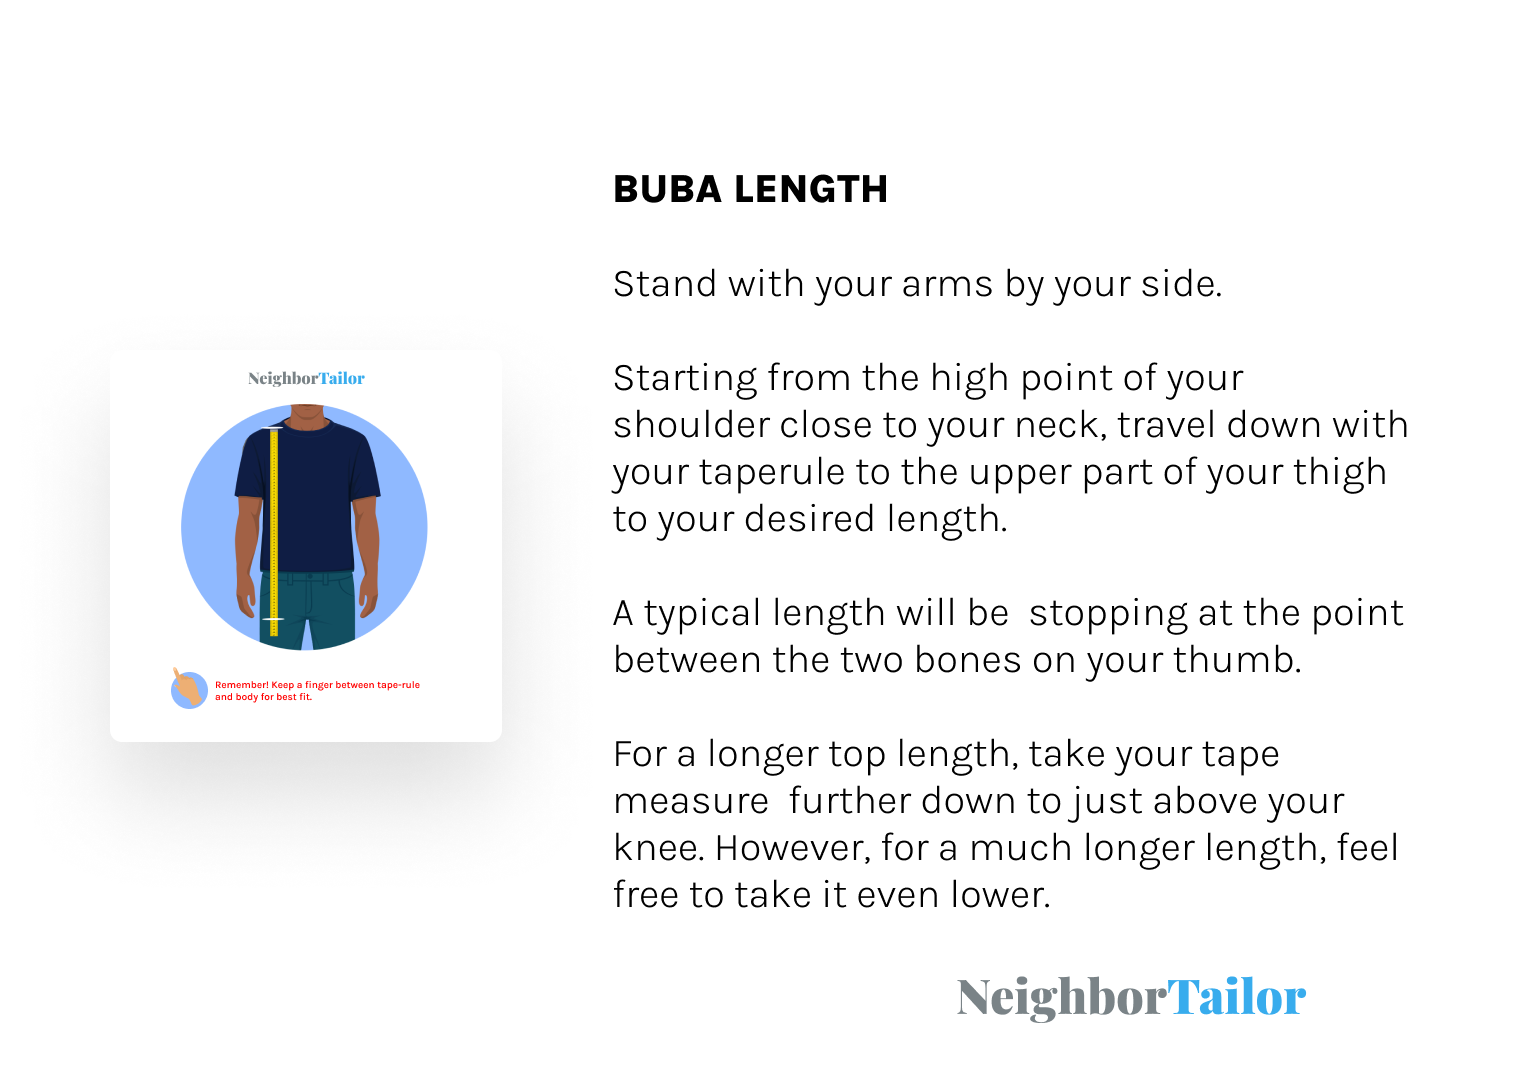 BUBA LENGTH
Stand with your arms by your side.
Starting from the high point of your
shoulder close to your neck, travel down with
your taperule to the upper part of your thigh
to your desired length.
A typical length will be  stopping at the point
between the two bones on your thumb.
For a longer top length, take your tape
measure  further down to just above your
knee. However, for a much longer length, feel
free to take it even lower.
NeighborTailor
Remember! Keep a finger between tape-rule
and body for best fit.
NeighborTailor